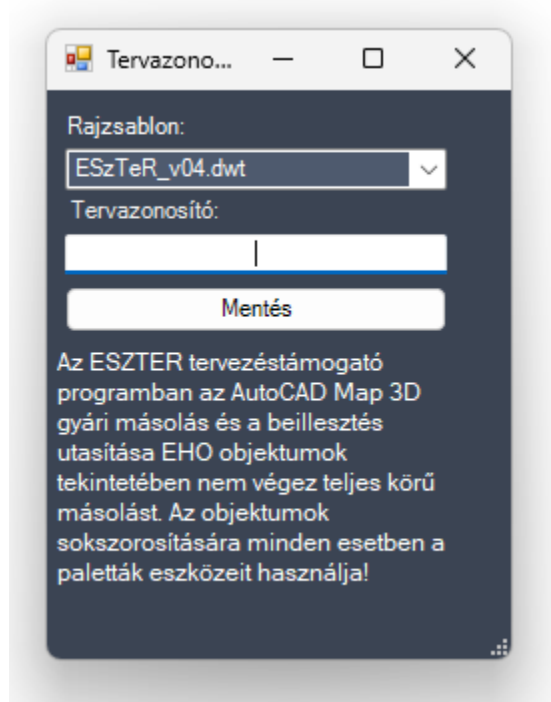 Tervazono...
Rajzsablon:
ESzTeR_v04.dwt
Tervazonosító:
Mentés
Az ESZTER tervezéstámogató
programban az AutoCAD Map 3D
gyári másolás és a beillesztés
utasítása EHO objektumok
tekintetében nem végez teljes körű
másolást. Az objektumok
sokszorosítására minden esetben a
paletták eszközeit használja!